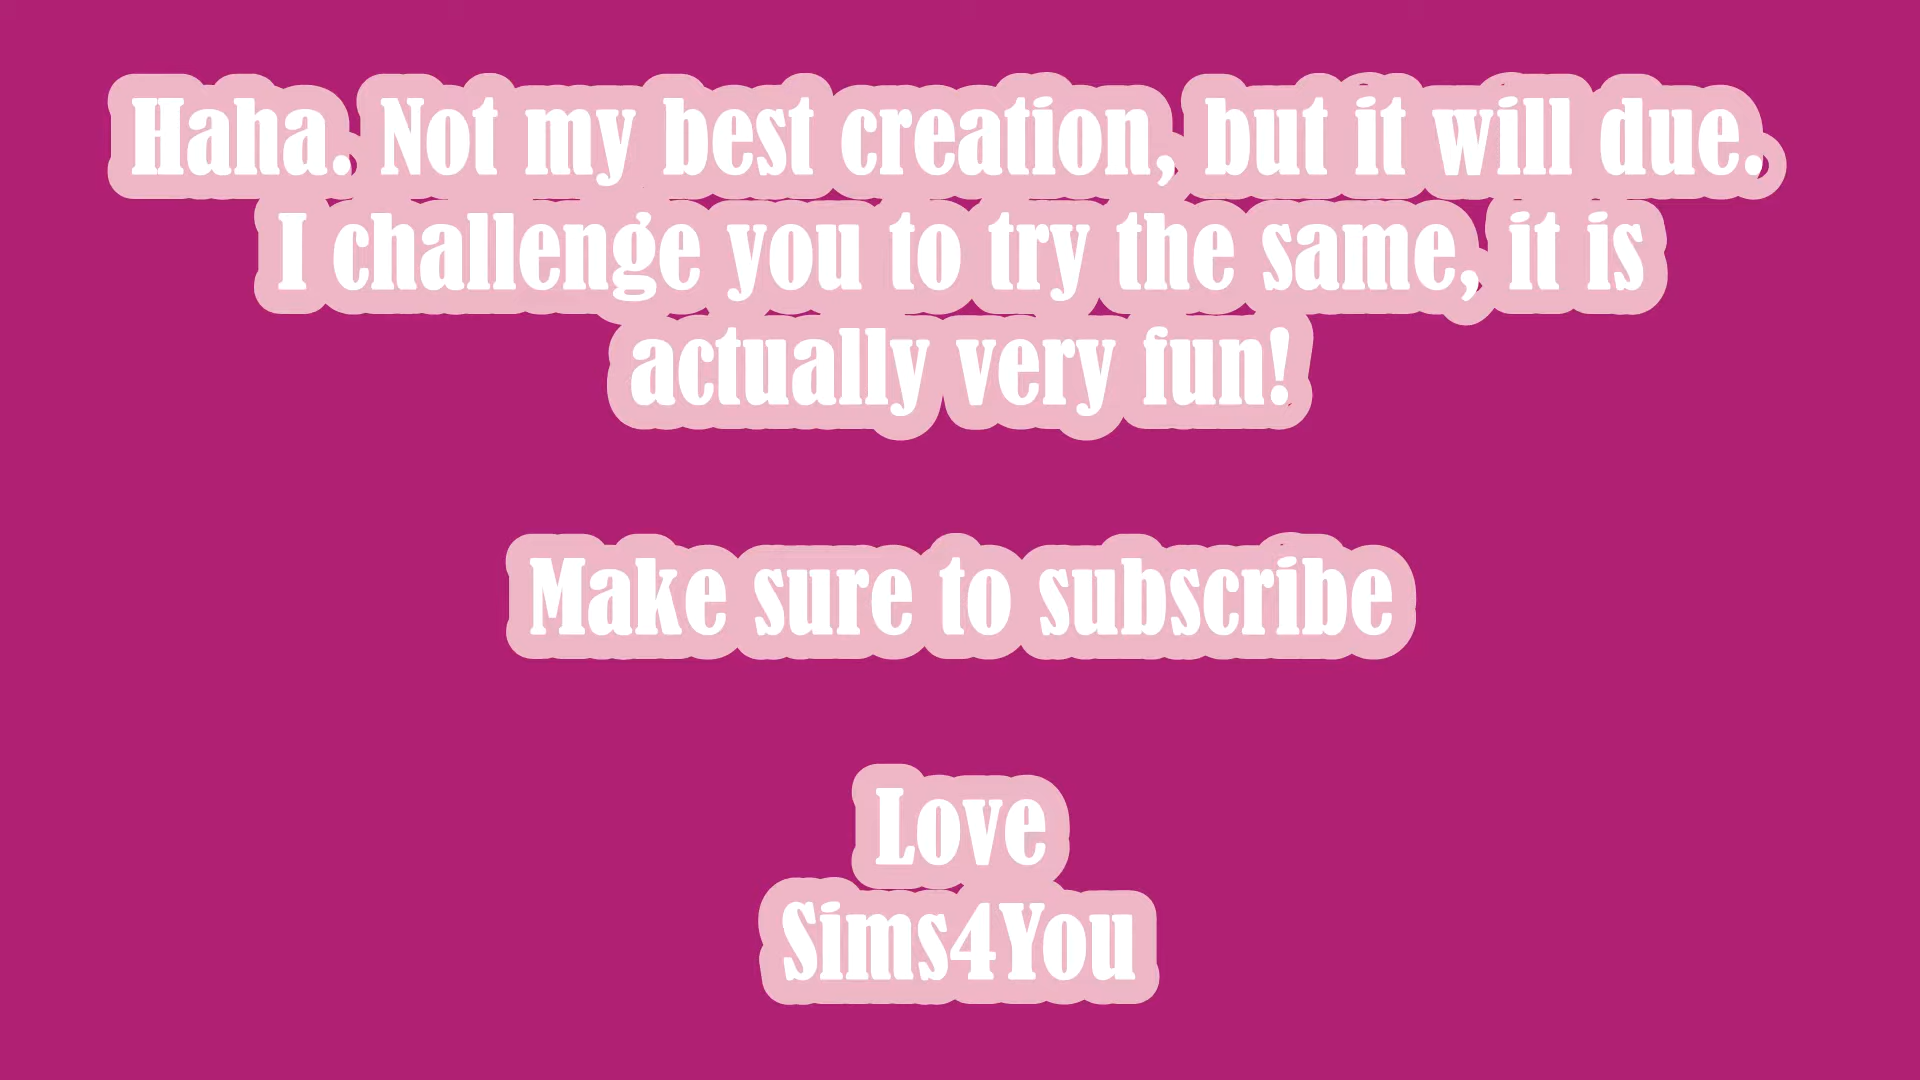 Haha. Not my best creation, but it will due.
I challenge you to try the same, it is
actually very fun!
Make sure to subscribe
Love
Sims4You